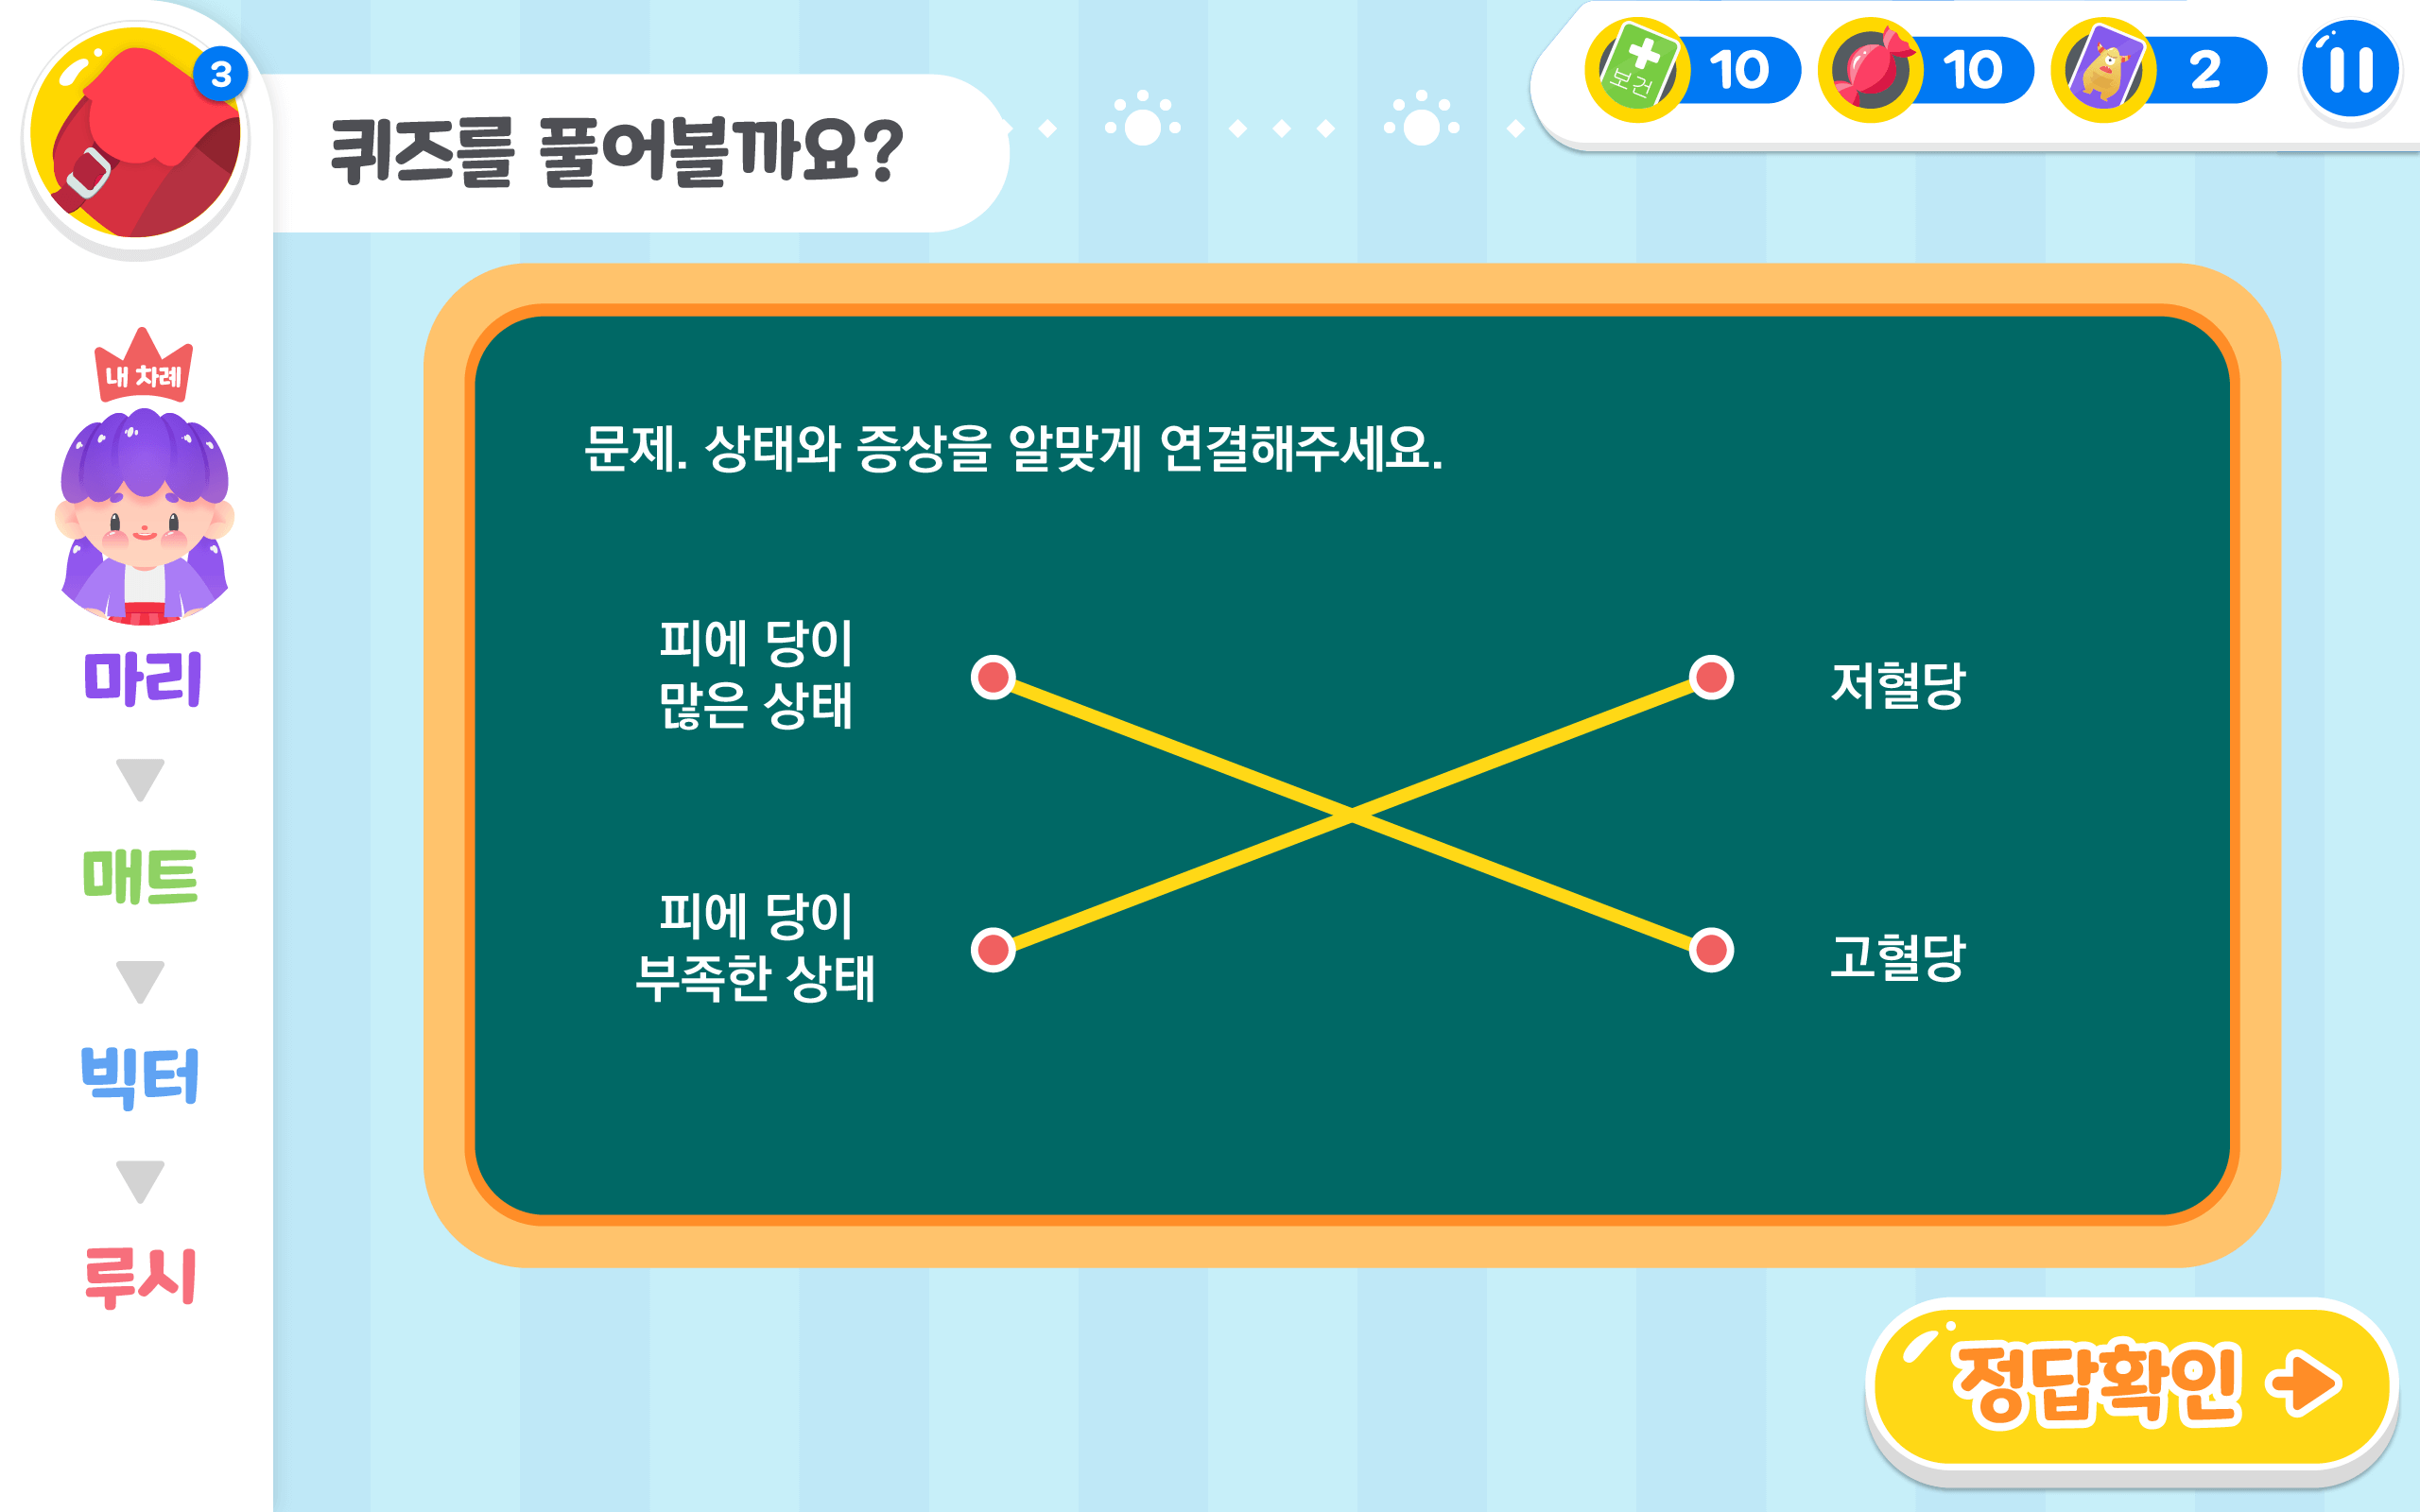 3
퀴즈를 풀어볼까요?
보건
10
10
2
내 차례
마리
매트
빅터
루시
문제. 상태와 증상을 알맞게 연결해주세요.
피에 당이
많은 상태
저혈당
피에 당이
부족한 상태
고혈당
정답확인